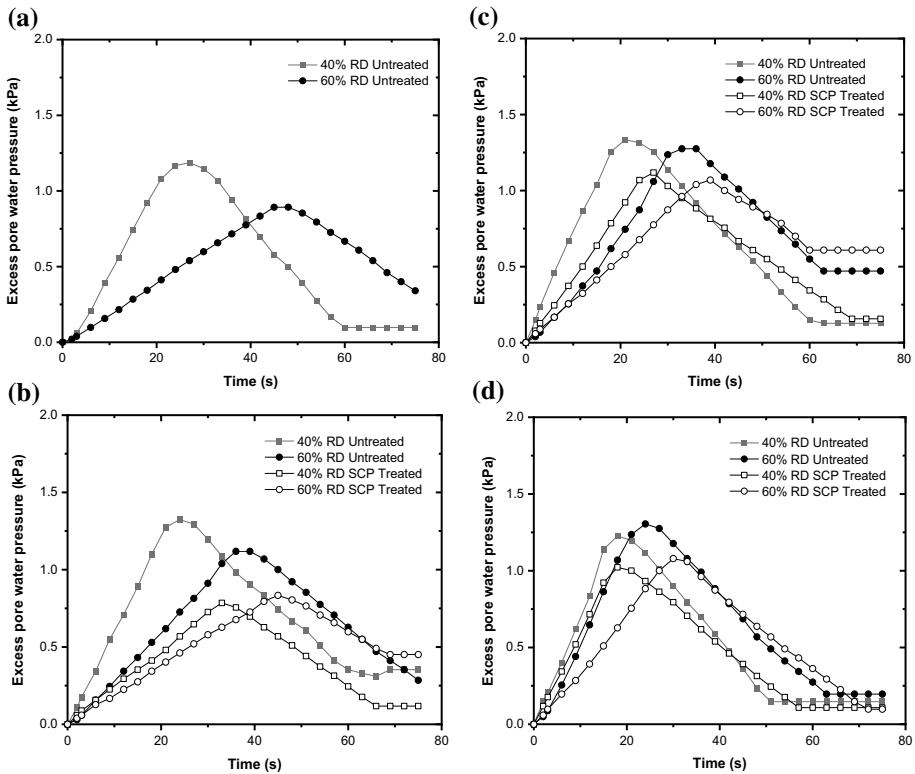 (a)
2.0
1.5
1.0
0.5
0.0
Excess pore water pressure (kPa)
40% RD Untreated
60% RD Untreated
0
20
40
60
80
Time (s)
(c)
2.0
1.5
1.0
0.5
0.0
Excess pore water pressure (kPa)
40% RD Untreated
60% RD Untreated
40% RD SCP Treated
60% RD SCP Treated
0
20
40
60
80
Time (s)
(b)
2.0
1.5
1.0
0.5
0.0
Excess pore water pressure (kPa)
40% RD Untreated
60% RD Untreated
40% RD SCP Treated
60% RD SCP Treated
0
20
40
60
80
Time (s)
(d)
2.0
1.5
1.0
0.5
0.0
Excess pore water pressure (kPa)
40% RD Untreated
60% RD Untreated
40% RD SCP Treated
60% RD SCP Treated
0
20
40
60
80
Time (s)